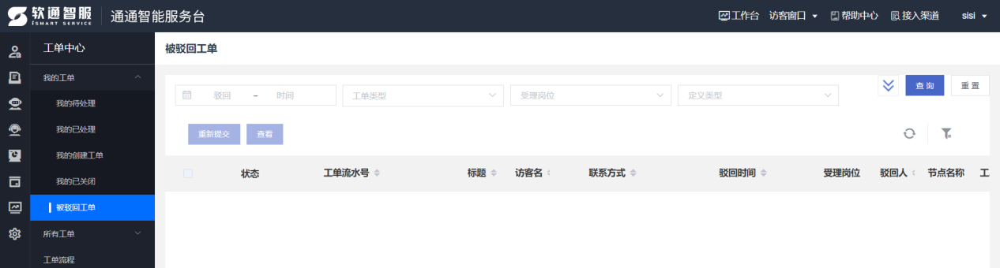 软通智服 通通智能服务台 工作台 访客窗口 帮助中心 接入渠道 sisi
iSMART SERVICE
工单中心
被驳回工单
我的工单
驳回 - 时间 工单类型 受理岗位 定义类型 查询 重置
我的待处理
我的已处理
重新提交 查看
我的创建工单
状态 工单流水号 标题 访客名 联系方式 驳回时间 受理岗位 驳回人 节点名称
我的已关闭
被驳回工单
所有工单
工单流程